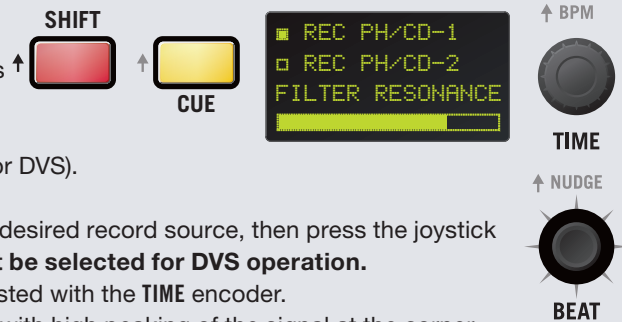 SHIFT
s
CUE
REC PH/CD-1
REC PH/CD-2
FILTER RESONANCE
BPM
TIME
NUDGE
BEAT
or DVS).
desired record source, then press the joystick
t be selected for DVS operation.
sted with the TIME encoder.
with high peaking of the signal at the corner